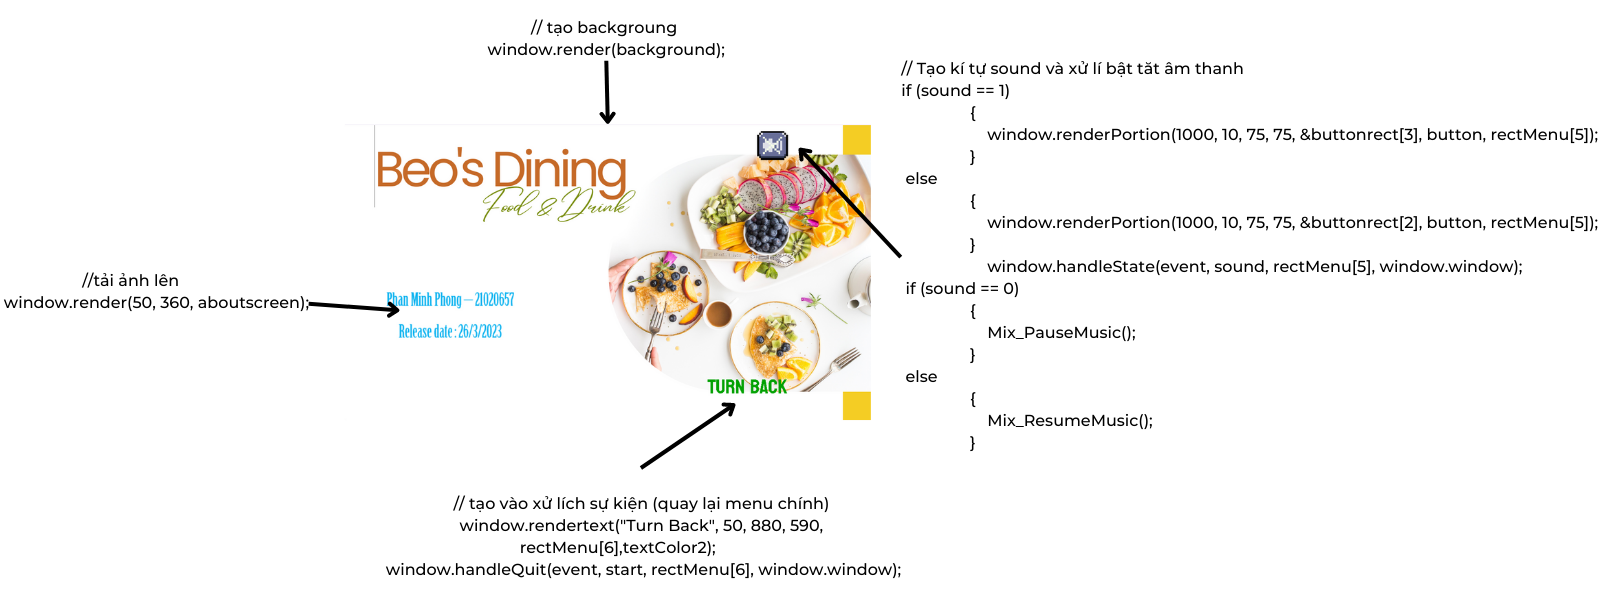 // tạo backgroung
window.render(background);
// Tạo kí tự sound và xử lí bật tăt âm thanh
if (sound == 1)
{
window.renderPortion(1000, 10, 75, 75, &buttonrect[3], button, rectMenu[5]);
}
else
{
window.renderPortion(1000, 10, 75, 75, &buttonrect[2], button, rectMenu[5]);
}
window.handleState(event, sound, rectMenu[5], window.window);
if (sound == 0)
{
Mix_PauseMusic();
}
else
{
Mix_ResumeMusic();
}
Beo's Dining
Food & Drink
//tải ảnh lên
window.render(50, 360, aboutscreen);
Phan Minh Phong – 21020657
Release date : 26/3/2023
TURN BACK
// tạo vào xử lích sự kiện (quay lại menu chính)
window.rendertext("Turn Back", 50, 880, 590,
rectMenu[6],textColor2);
window.handleQuit(event, start, rectMenu[6], window.window);